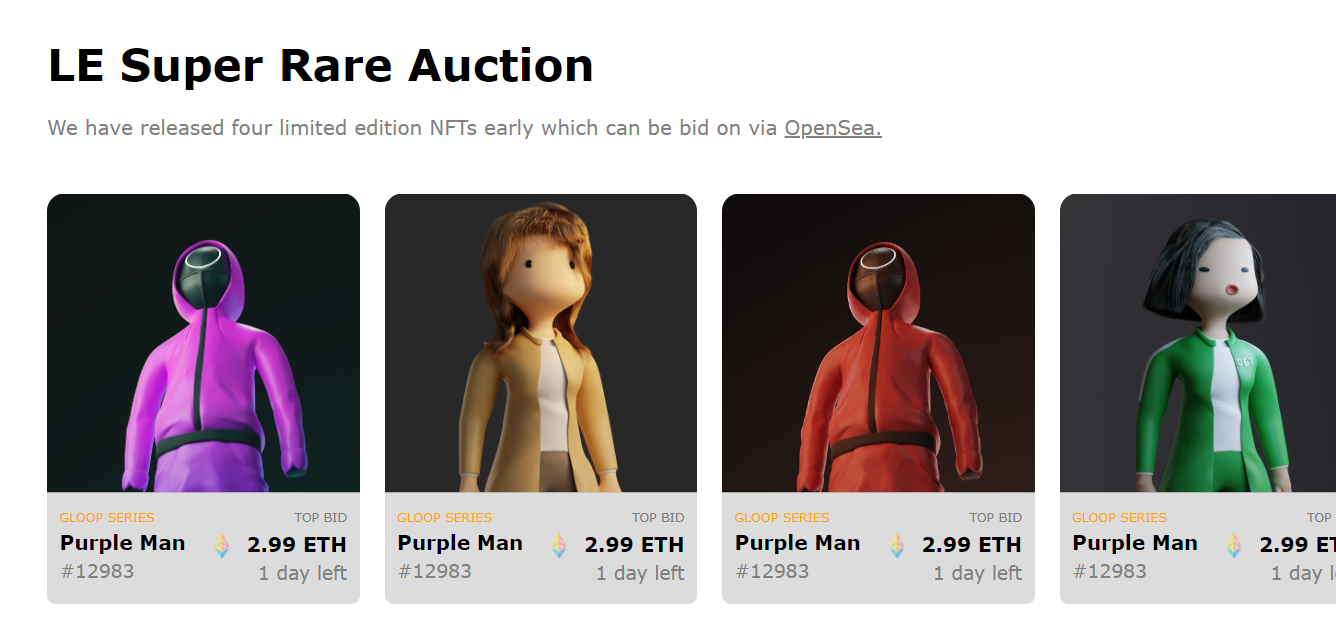 LE Super Rare Auction
We have released four limited edition NFTs early which can be bid on via OpenSea.
067
GLOOP SERIES TOP BID
Purple Man 2.99 ETH
#12983 1 day left
GLOOP SERIES TOP BID
Purple Man 2.99 ETH
#12983 1 day left
GLOOP SERIES TOP BID
Purple Man 2.99 ETH
#12983 1 day left
GLOOP SERIES TOP
Purple Man 2.99 ET
#12983 1 day l